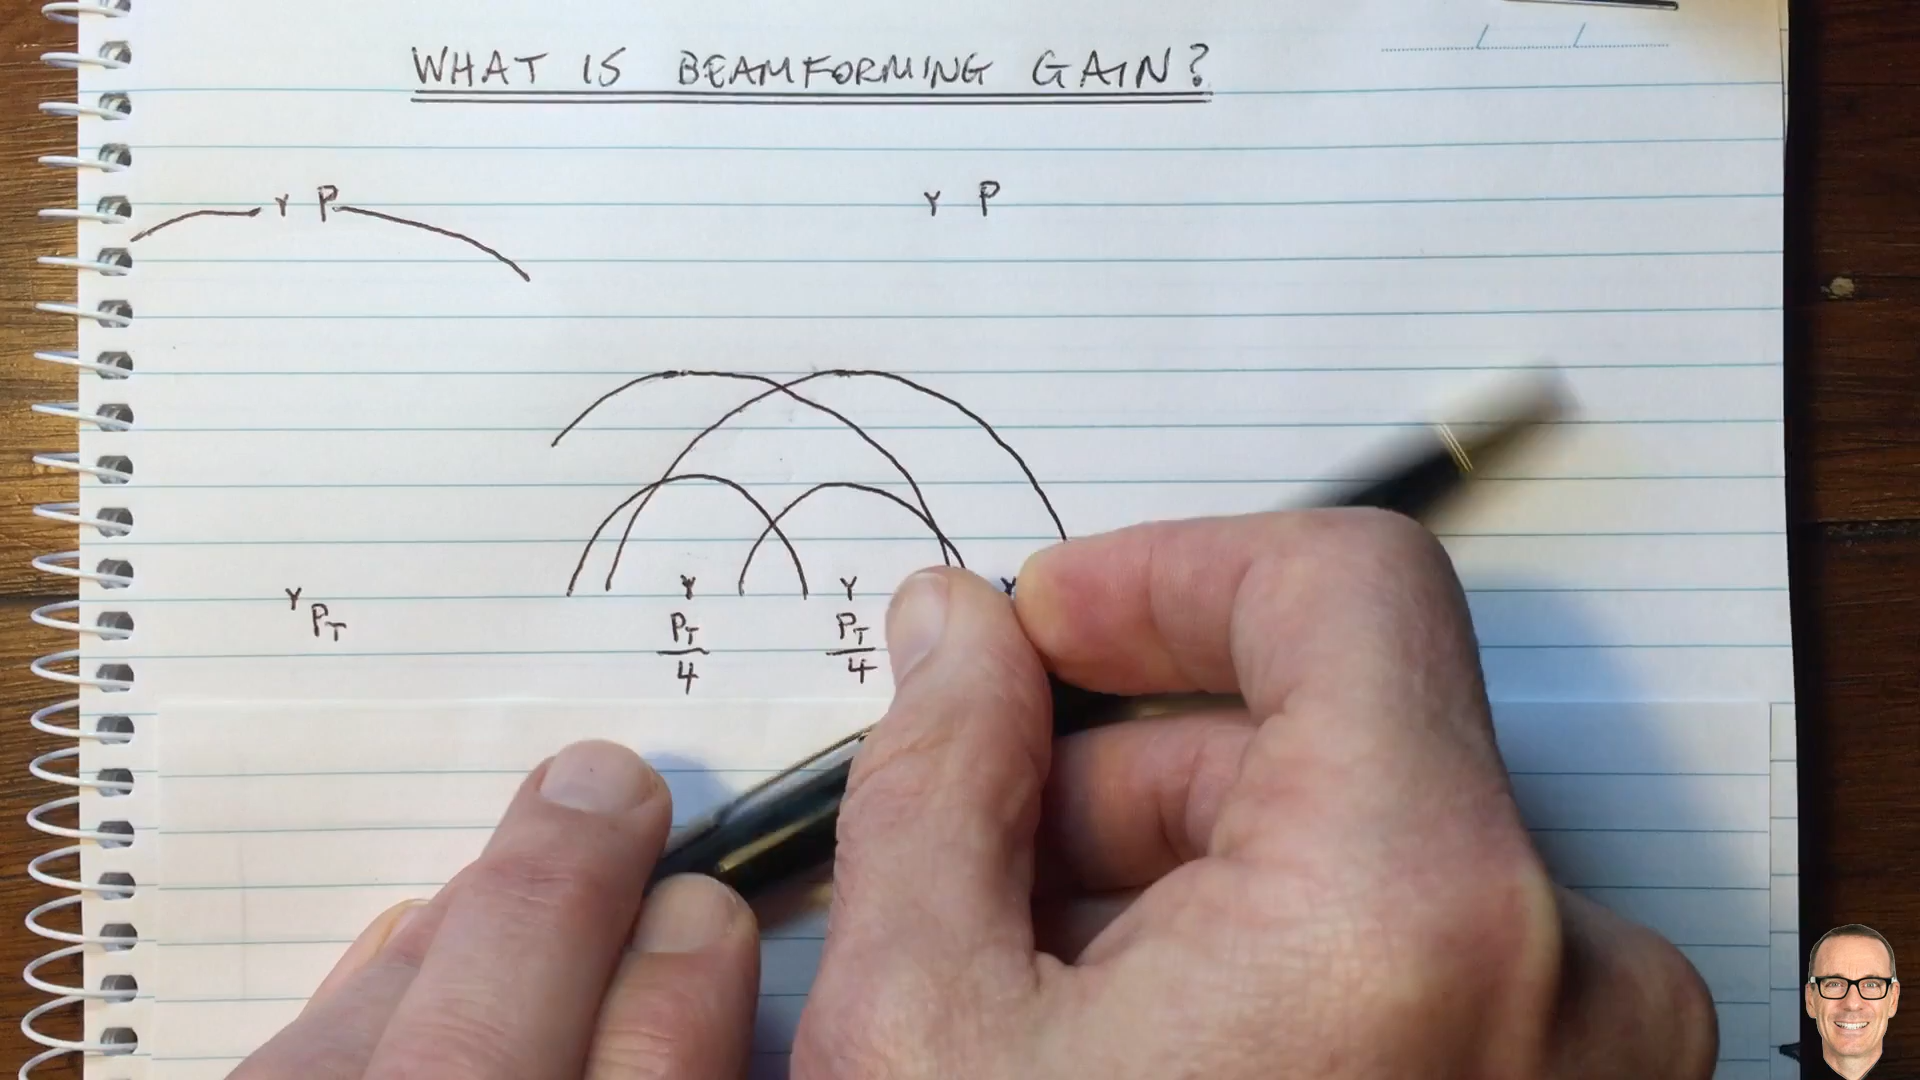 WHAT IS BEAMFORMING GAIN?
P P
P_T P_T/4 P_T/4